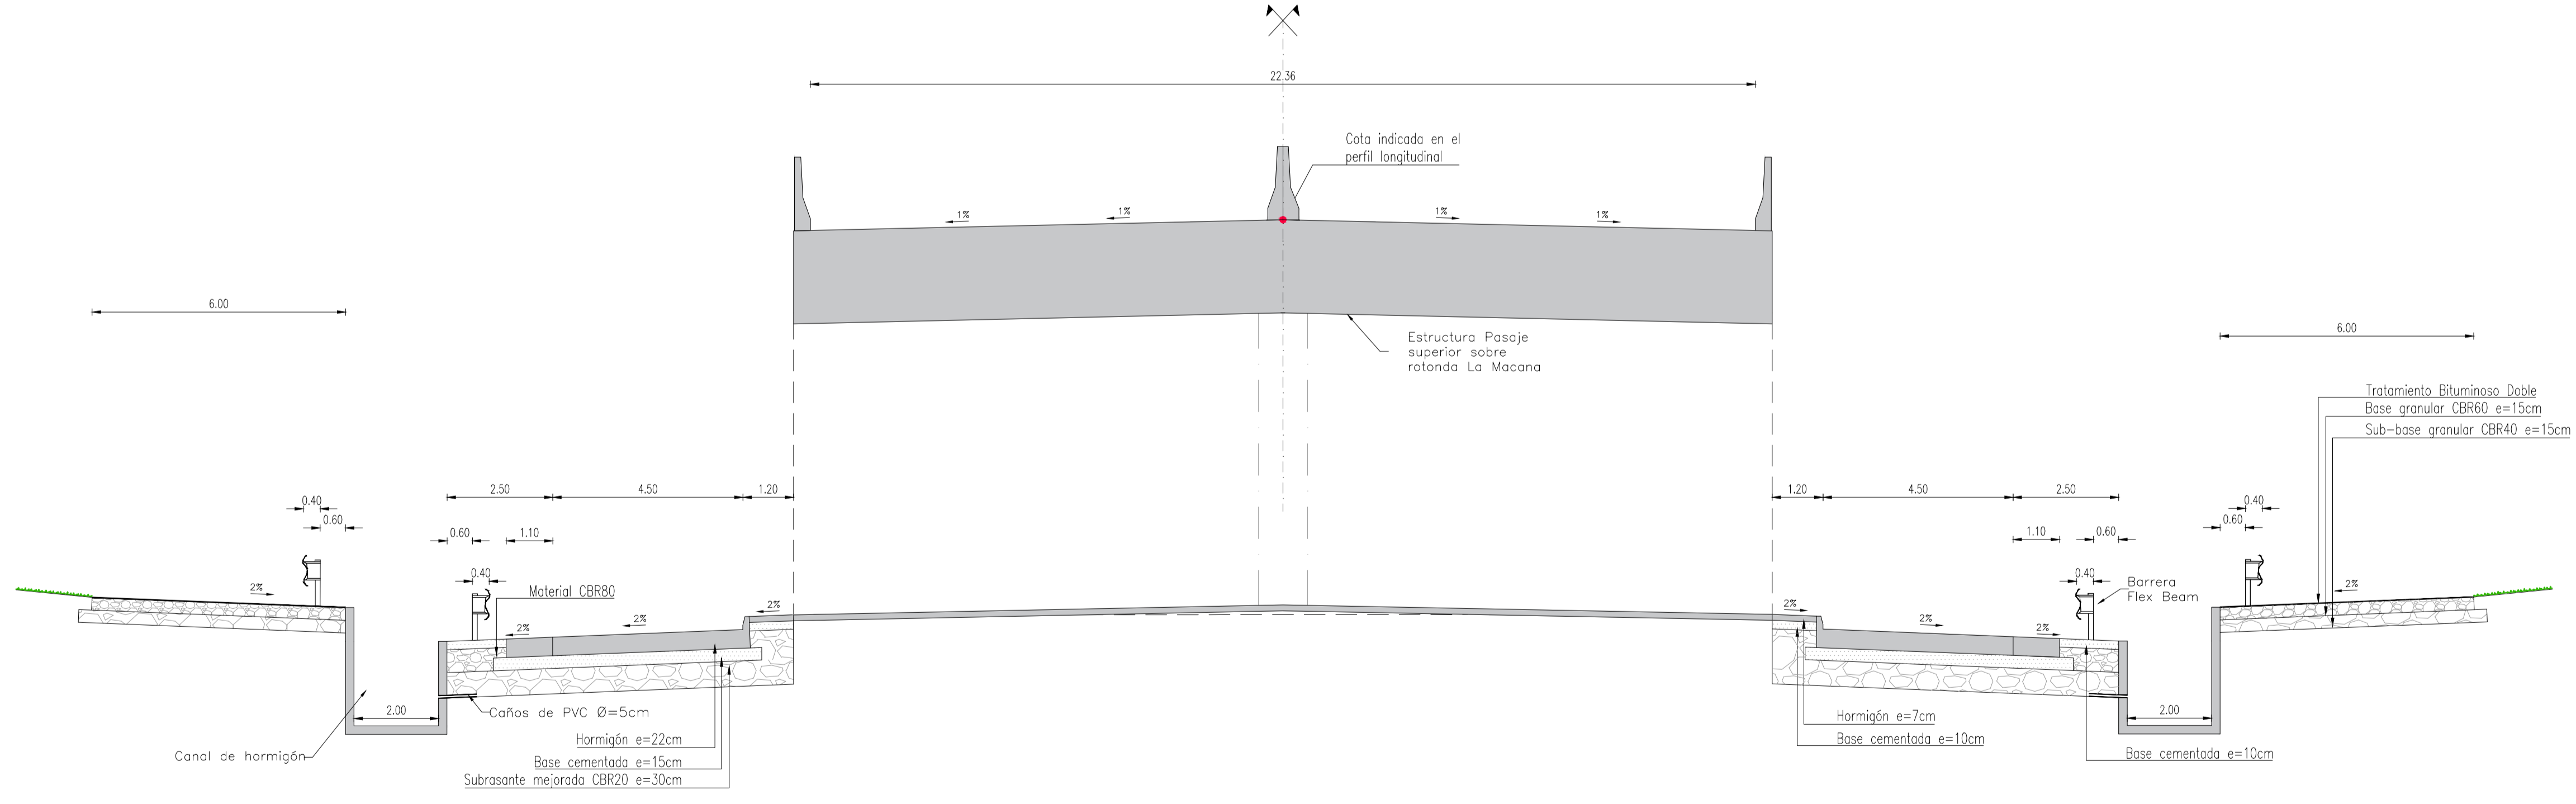 22.36
Cota indicada en el
perfil longitudinal
1%
1%
1%
1%
6.00
Estructura Pasaje
superior sobre
rotonda La Macana
6.00
Tratamiento Bituminoso Doble
Base granular CBR60 e=15cm
Sub-base granular CBR40 e=15cm
2.50
4.50
1.20
1.20
4.50
2.50
0.40
0.60
0.40
0.60
0.60
1.10
1.10
0.60
0.40
0.40
Material CBR80
Barrera
Flex Beam
2%
2%
2%
2%
2%
2%
2%
2%
2.00
Caños de PVC Ø=5cm
2.00
Canal de hormigón
Hormigón e=22cm
Base cementada e=15cm
Subrasante mejorada CBR20 e=30cm
Hormigón e=7cm
Base cementada e=10cm
Base cementada e=10cm